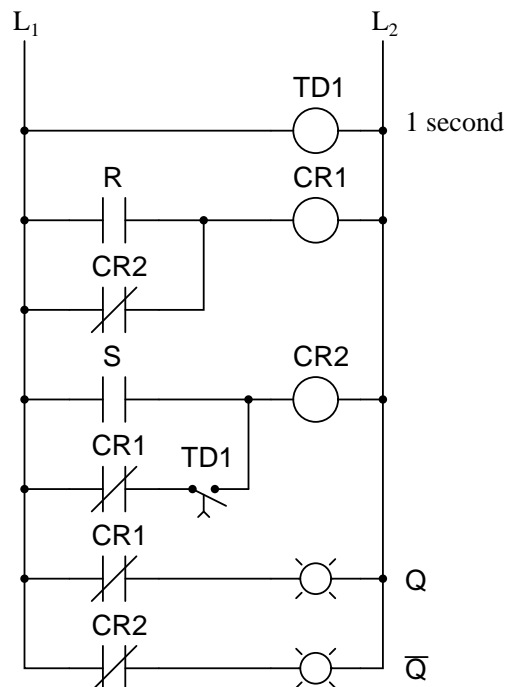 L₁ L₂
TD1
1 second
R CR1
CR2
S CR2
CR1
TD1
CR1
Q
CR2
Q̅